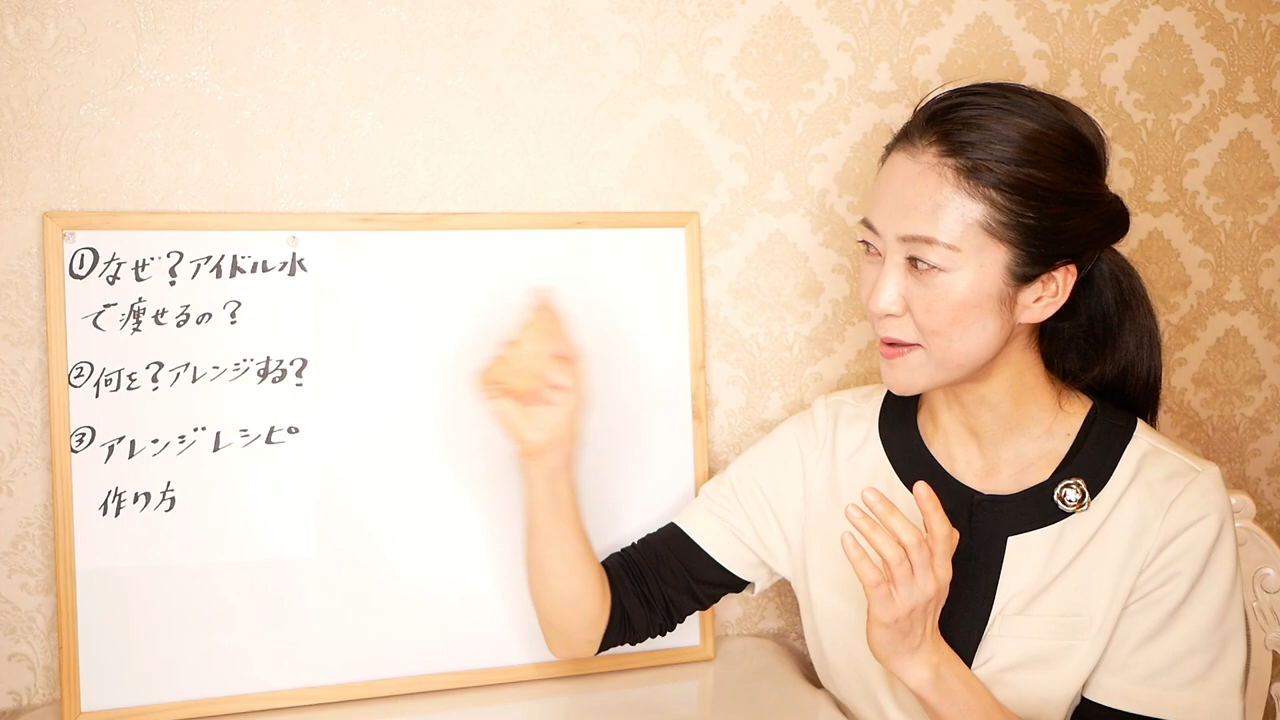 ①なぜ？アイドル水
で痩せるの？
②何を？アレンジする？
③アレンジレシピ
作り方